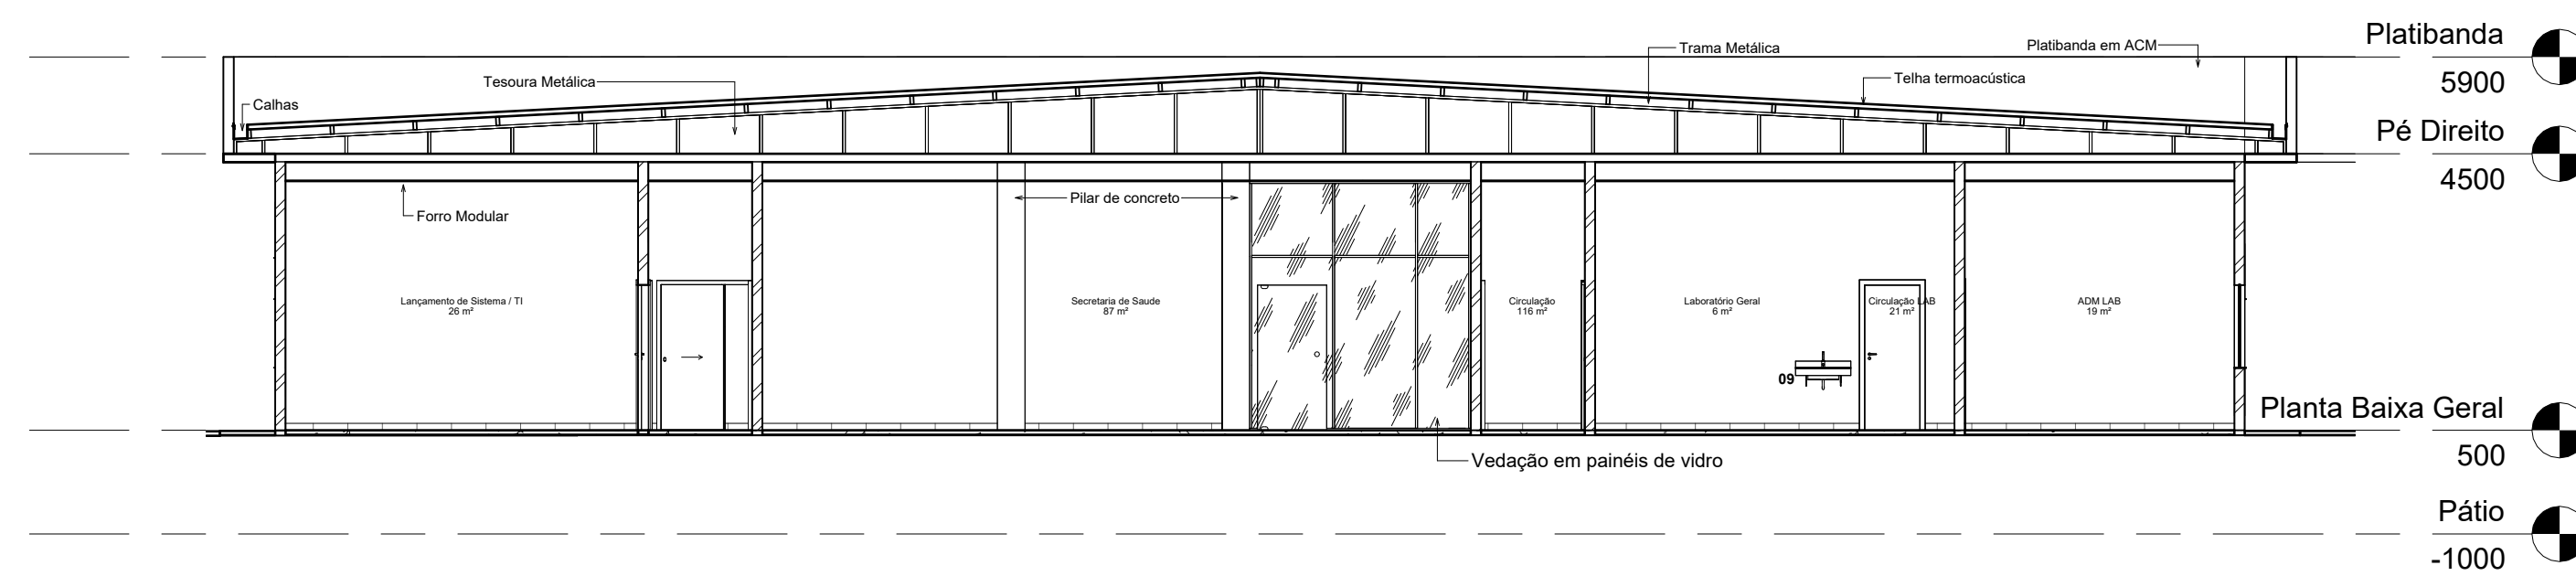 Platibanda
5900
Trama Metálica
Platibanda em ACM
Tesoura Metálica
Telha termoacústica
Calhas
Pé Direito
4500
Pilar de concreto
Forro Modular
Lançamento de Sistema / TI
26 m²
Secretaria de Saude
87 m²
Circulação
116 m²
Laboratório Geral
6 m²
Circulação LAB
21 m²
ADM LAB
19 m²
09
Planta Baixa Geral
500
Vedação em painéis de vidro
Pátio
-1000